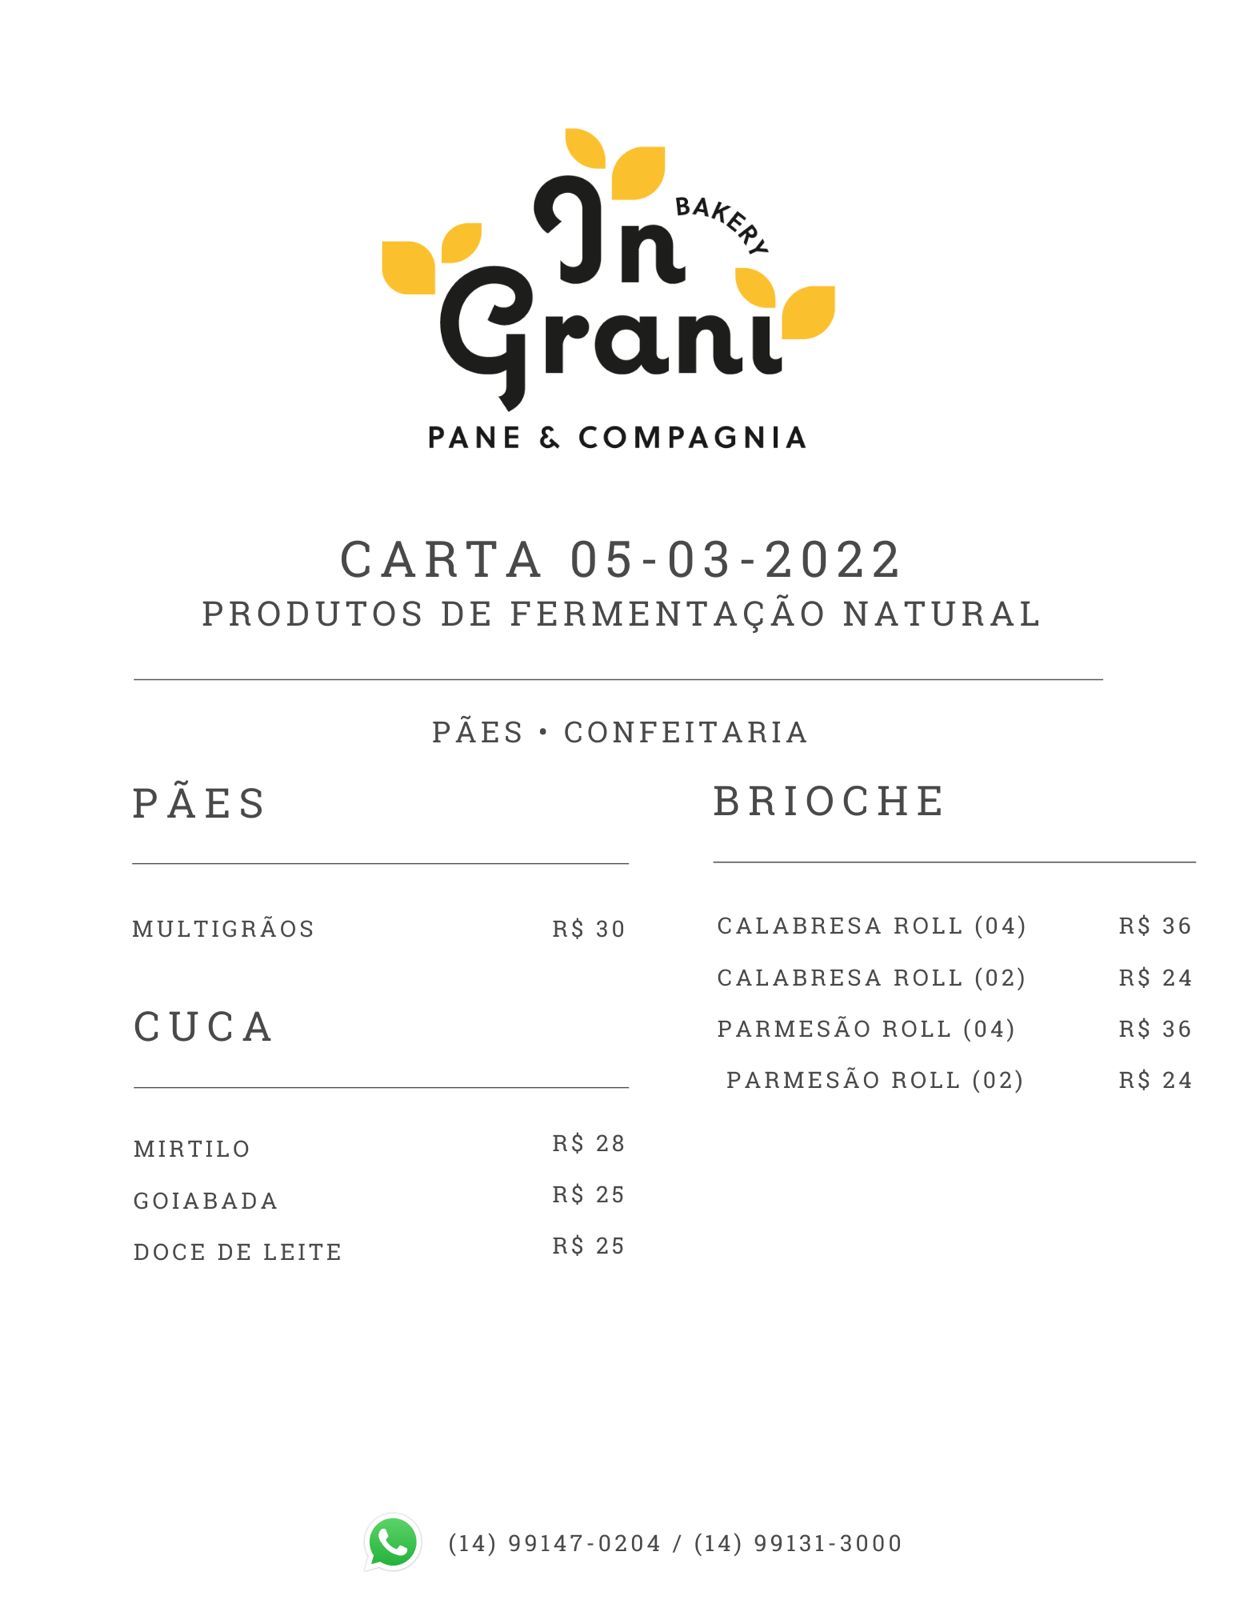 In
BAKERY
Grani
PANE & COMPAGNIA
CARTA 05-03-2022
PRODUTOS DE FERMENTAÇÃO NATURAL
PÃES • CONFEITARIA
PÃES
MULTIGRÃOS R$ 30
CUCA
MIRTILO R$ 28
GOIABADA R$ 25
DOCE DE LEITE R$ 25
BRIOCHE
CALABRESA ROLL (04) R$ 36
CALABRESA ROLL (02) R$ 24
PARMESÃO ROLL (04) R$ 36
PARMESÃO ROLL (02) R$ 24
(14) 99147-0204 / (14) 99131-3000